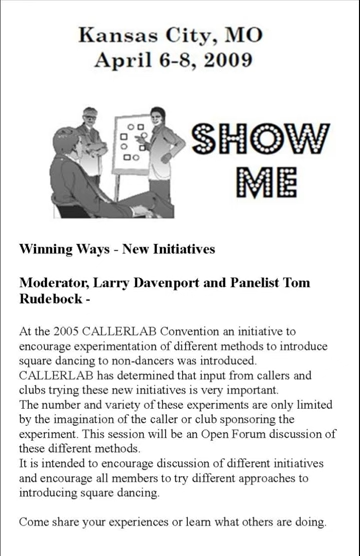 Kansas City, MO
April 6-8, 2009
SHOW
ME
Winning Ways - New Initiatives
Moderator, Larry Davenport and Panelist Tom
Rudebock -
At the 2005 CALLERLAB Convention an initiative to
encourage experimentation of different methods to introduce
square dancing to non-dancers was introduced.
CALLERLAB has determined that input from callers and
clubs trying these new initiatives is very important.
The number and variety of these experiments are only limited
by the imagination of the caller or club sponsoring the
experiment. This session will be an Open Forum discussion of
these different methods.
It is intended to encourage discussion of different initiatives
and encourage all members to try different approaches to
introducing square dancing.
Come share your experiences or learn what others are doing.